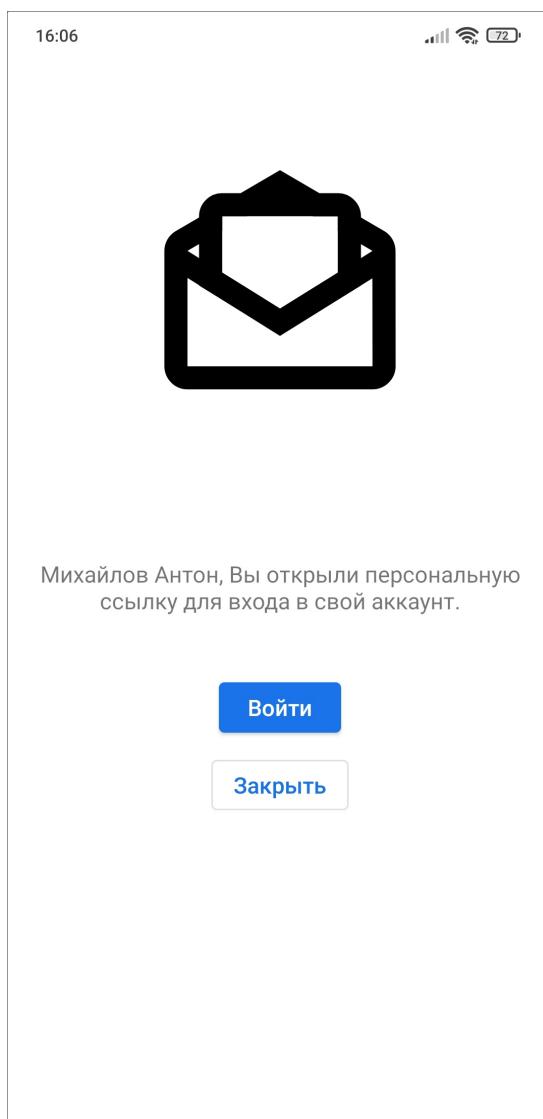 16:06
72
Михайлов Антон, Вы открыли персональную
ссылку для входа в свой аккаунт.
Войти
Закрыть